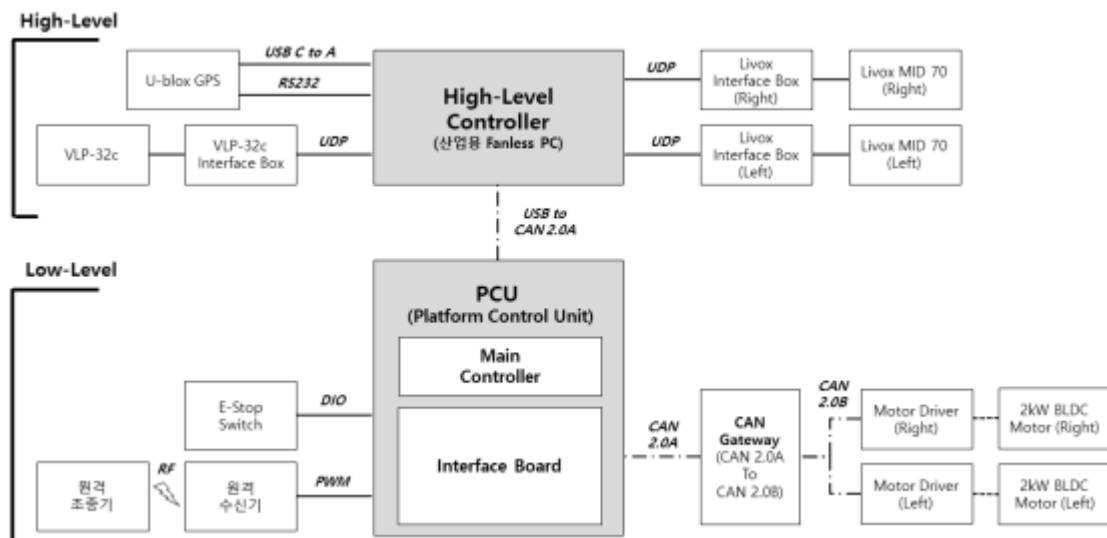 High-Level
U-blox GPS
USB C to A
RS232
VLP-32c
VLP-32c
Interface Box
UDP
High-Level
Controller
(산업용 Fanless PC)
UDP
Livox
Interface Box
(Right)
Livox MID 70
(Right)
UDP
Livox
Interface Box
(Left)
Livox MID 70
(Left)
USB to
CAN 2.0A
Low-Level
PCU
(Platform Control Unit)
Main
Controller
Interface Board
E-Stop
Switch
DIO
원격
조종기
RF
원격
수신기
PWM
CAN
2.0A
CAN
Gateway
(CAN 2.0A
To
CAN 2.0B)
CAN
2.0B
Motor Driver
(Right)
2kW BLDC
Motor (Right)
Motor Driver
(Left)
2kW BLDC
Motor (Left)